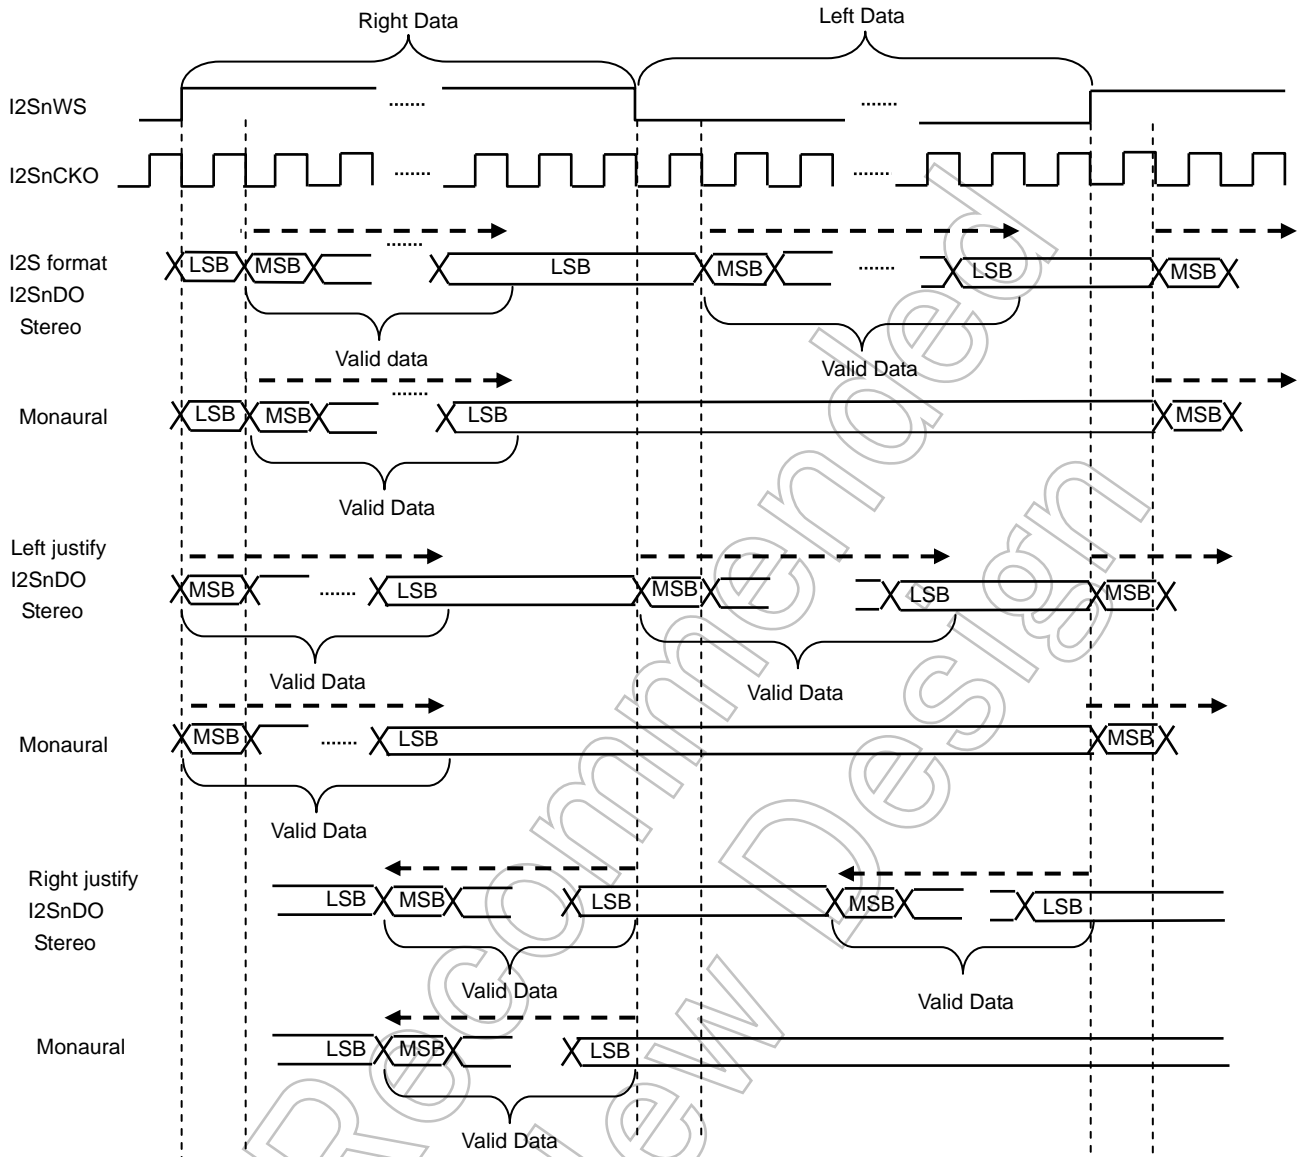 Right Data
Left Data
I2SnWS
........
........
I2SnCKO
........
........
........
I2S format
I2SnDO
Stereo
LSB
MSB
LSB
MSB
........
LSB
MSB
Valid data
Valid Data
........
Monaural
LSB
MSB
LSB
MSB
Valid Data
Left justify
I2SnDO
Stereo
MSB
........
LSB
MSB
LSB
MSB
Valid Data
Valid Data
Monaural
MSB
........
LSB
MSB
Valid Data
Right justify
I2SnDO
Stereo
LSB
MSB
LSB
MSB
LSB
Valid Data
Valid Data
Monaural
LSB
MSB
LSB
Valid Data
Recommended
New Design